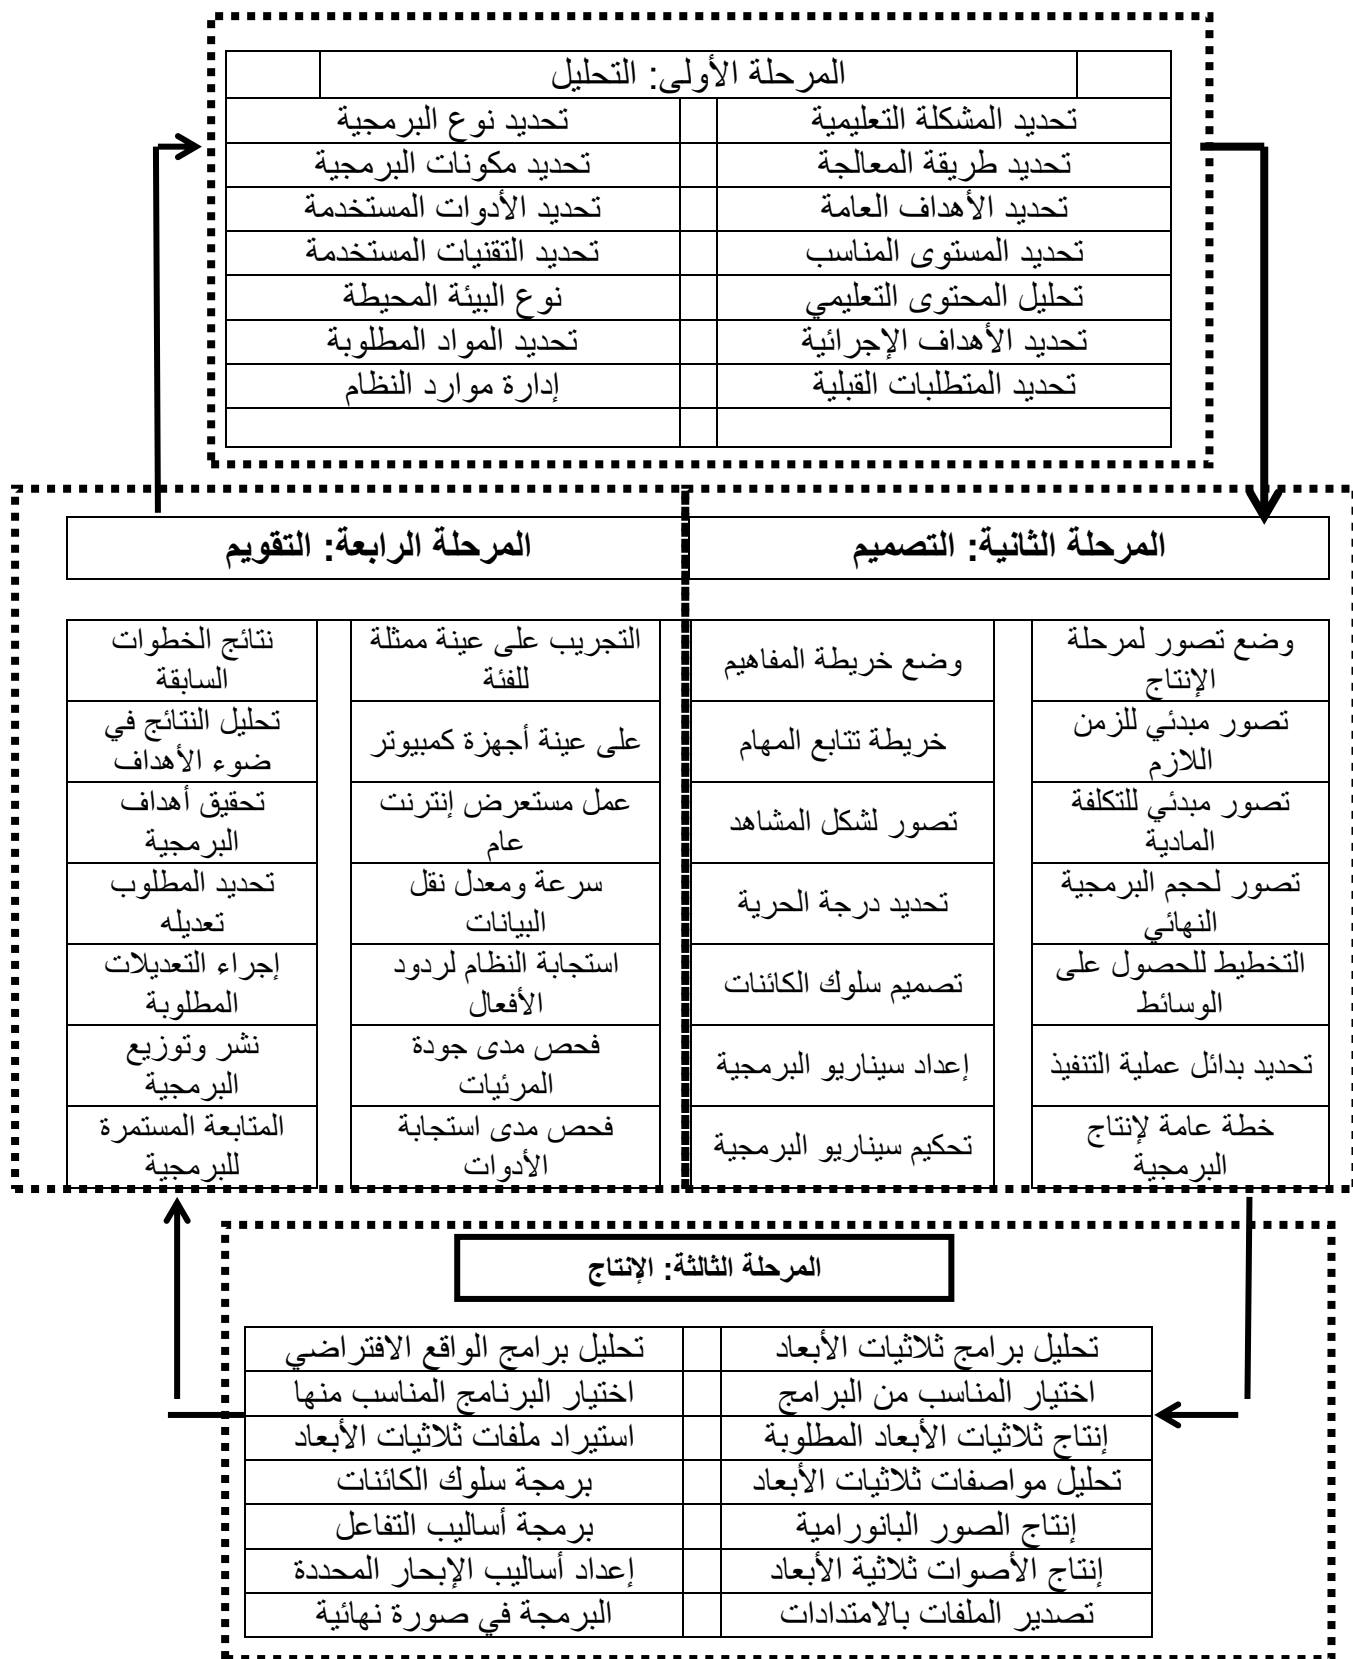 المرحلة الأولى: التحليل
تحديد المشكلة التعليمية
تحديد نوع البرمجية
تحديد طريقة المعالجة
تحديد مكونات البرمجية
تحديد الأهداف العامة
تحديد الأدوات المستخدمة
تحديد المستوى المناسب
تحديد التقنيات المستخدمة
تحليل المحتوى التعليمي
نوع البيئة المحيطة
تحديد الأهداف الإجرائية
تحديد المواد المطلوبة
تحديد المتطلبات القبلية
إدارة موارد النظام
المرحلة الثانية: التصميم
وضع تصور لمرحلة
الإنتاج
وضع خريطة المفاهيم
تصور مبدئي للزمن
اللازم
خريطة تتابع المهام
تصور مبدئي للتكلفة
المادية
تصور لشكل المشاهد
تصور لحجم البرمجية
النهائي
تحديد درجة الحرية
التخطيط للحصول على
الوسائط
تصميم سلوك الكائنات
تحديد بدائل عملية التنفيذ
إعداد سيناريو البرمجية
خطة عامة لإنتاج
البرمجية
تحكيم سيناريو البرمجية
المرحلة الرابعة: التقويم
التجريب على عينة ممثلة
للفئة
نتائج الخطوات
السابقة
على عينة أجهزة كمبيوتر
تحليل النتائج في
ضوء الأهداف
عمل مستعرض إنترنت
عام
تحقيق أهداف
البرمجية
سرعة ومعدل نقل
البيانات
تحديد المطلوب
تعديله
استجابة النظام لردود
الأفعال
إجراء التعديلات
المطلوبة
فحص مدى جودة
المرئيات
نشر وتوزيع
البرمجية
فحص مدى استجابة
الأدوات
المتابعة المستمرة
للبرمجية
المرحلة الثالثة: الإنتاج
تحليل برامج ثلاثيات الأبعاد
تحليل برامج الواقع الافتراضي
اختيار المناسب من البرامج
اختيار البرنامج المناسب منها
إنتاج ثلاثيات الأبعاد المطلوبة
استيراد ملفات ثلاثيات الأبعاد
تحليل مواصفات ثلاثيات الأبعاد
برمجة سلوك الكائنات
إنتاج الصور البانورامية
برمجة أساليب التفاعل
إنتاج الأصوات ثلاثية الأبعاد
إعداد أساليب الإبحار المحددة
تصدير الملفات بالامتدادات
البرمجة في صورة نهائية